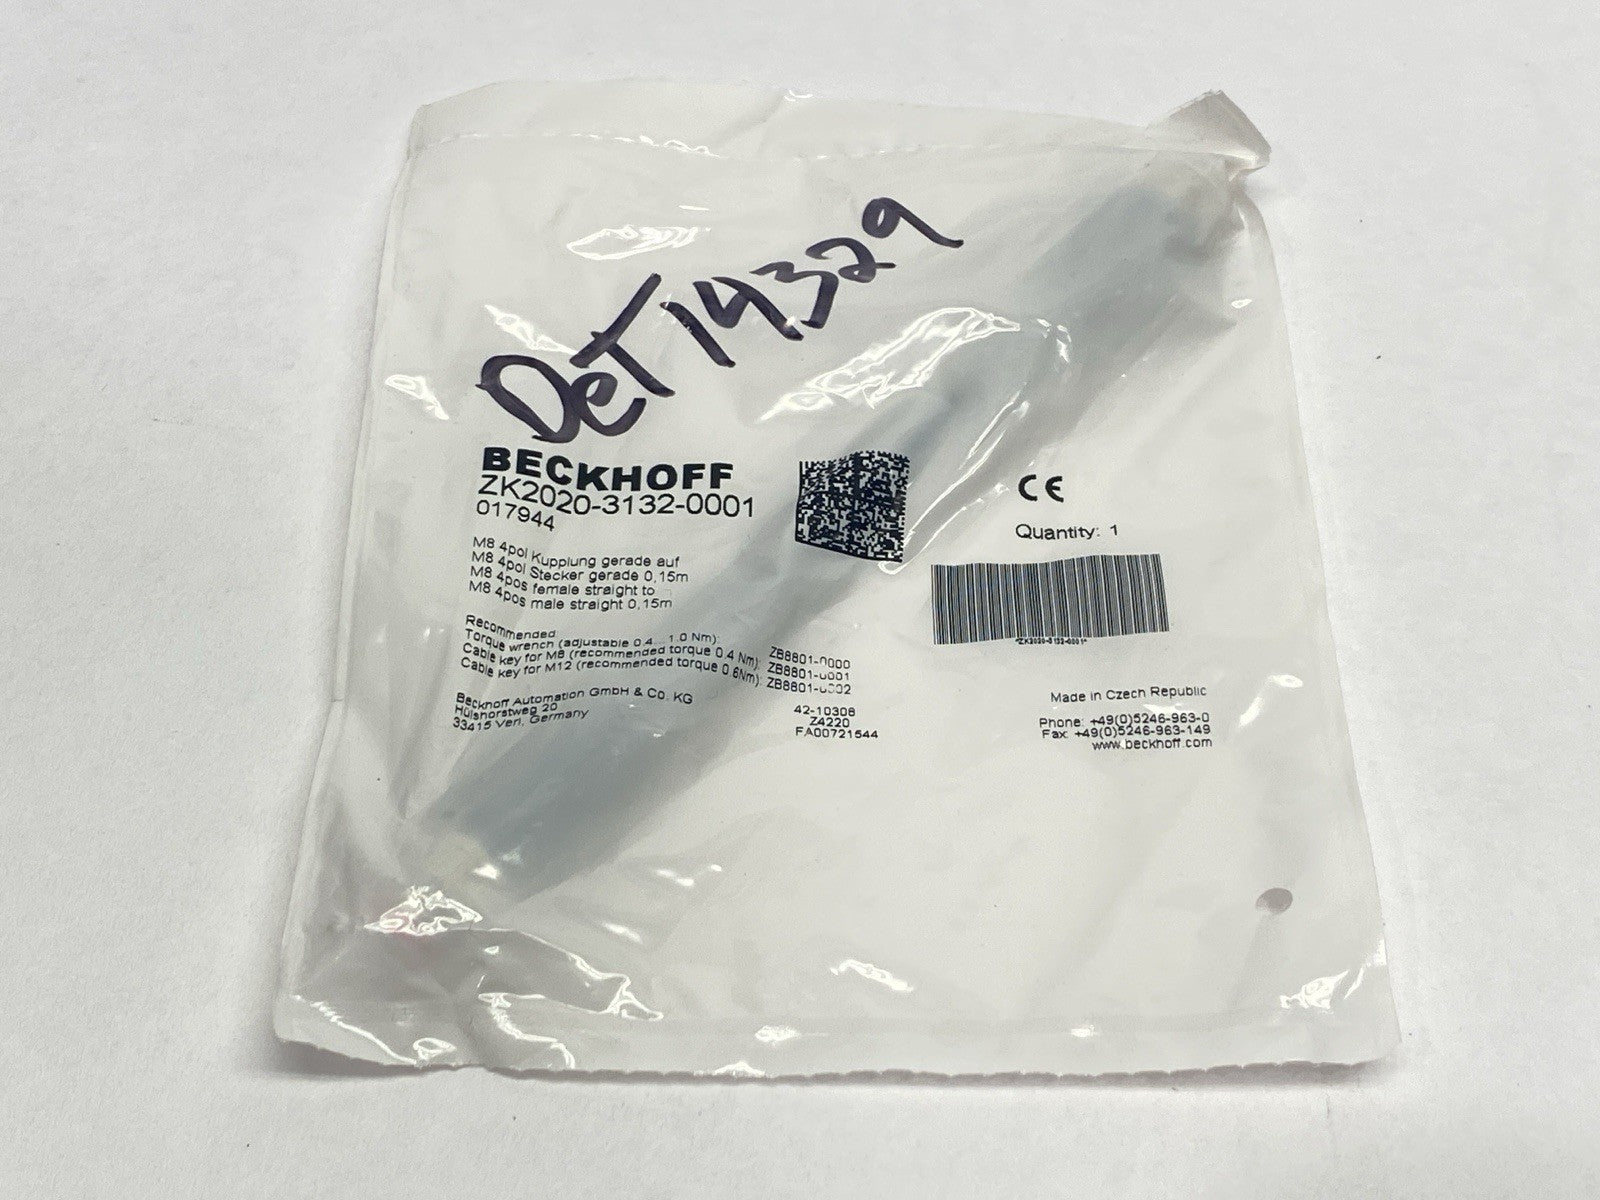 DeT14329
BECKHOFF
ZK2020-3132-0001
017944
M8 4pol Kupplung gerade auf
M8 4pol Stecker gerade 0,15m
M8 4pos female straight to
M8 4pos male straight 0,15m
Recommended
Torque wrench (adjustable 0.4...1.0 Nm): ZB8801-0000
Cable key for M8 (recommended torque 0.4 Nm): ZB8801-0001
Cable key for M12 (recommended torque 0.6Nm): ZB8801-0002
Beckhoff Automation GmbH & Co. KG
Hülshorstweg 20
33415 Verl, Germany
42-10308
Z4220
FA00721544
CE
Quantity: 1
*ZK2020-3132-0001*
Made in Czech Republic
Phone: +49(0)5246-963-0
Fax: +49(0)5246-963-149
www.beckhoff.com